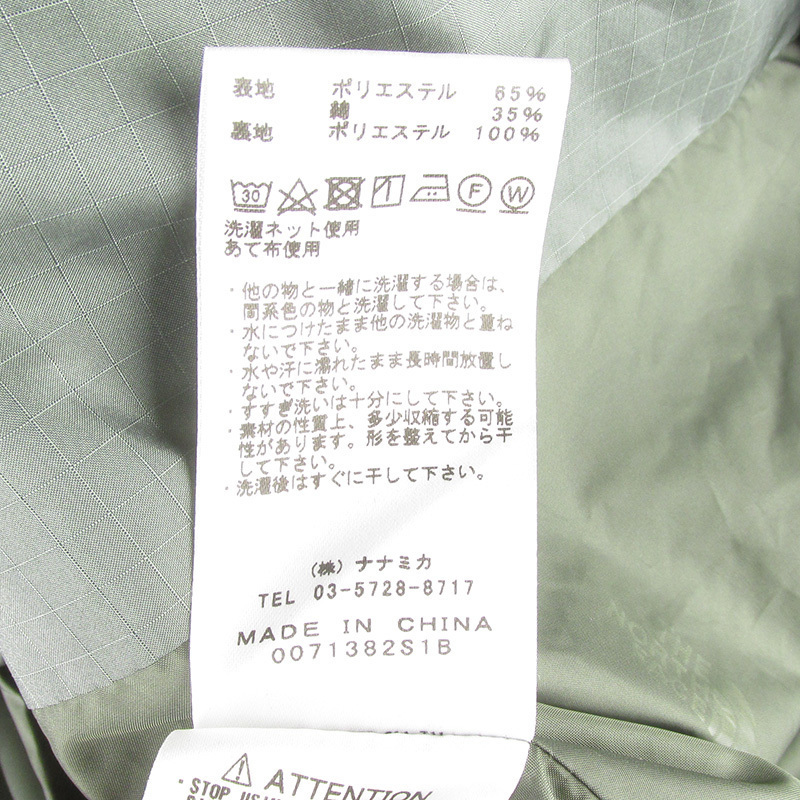 表地 ポリエステル 65%
綿 35%
裏地 ポリエステル 100%
30 F W
洗濯ネット使用
あて布使用
・他の物と一緒に洗濯する場合は、
同系色の物と洗濯して下さい。
・水につけたまま他の洗濯物と重ね
ないで下さい。
・水や汗に濡れたまま長時間放置し
ないで下さい。
・すすぎ洗いは十分にして下さい。
・素材の性質上、多少収縮する可能
性があります。形を整えてから干
して下さい。
・洗濯後はすぐに干して下さい。
(株) ナナミカ
TEL 03-5728-8717
MADE IN CHINA
0071382S1B
ATTENTION
THE
NORTH
FACE